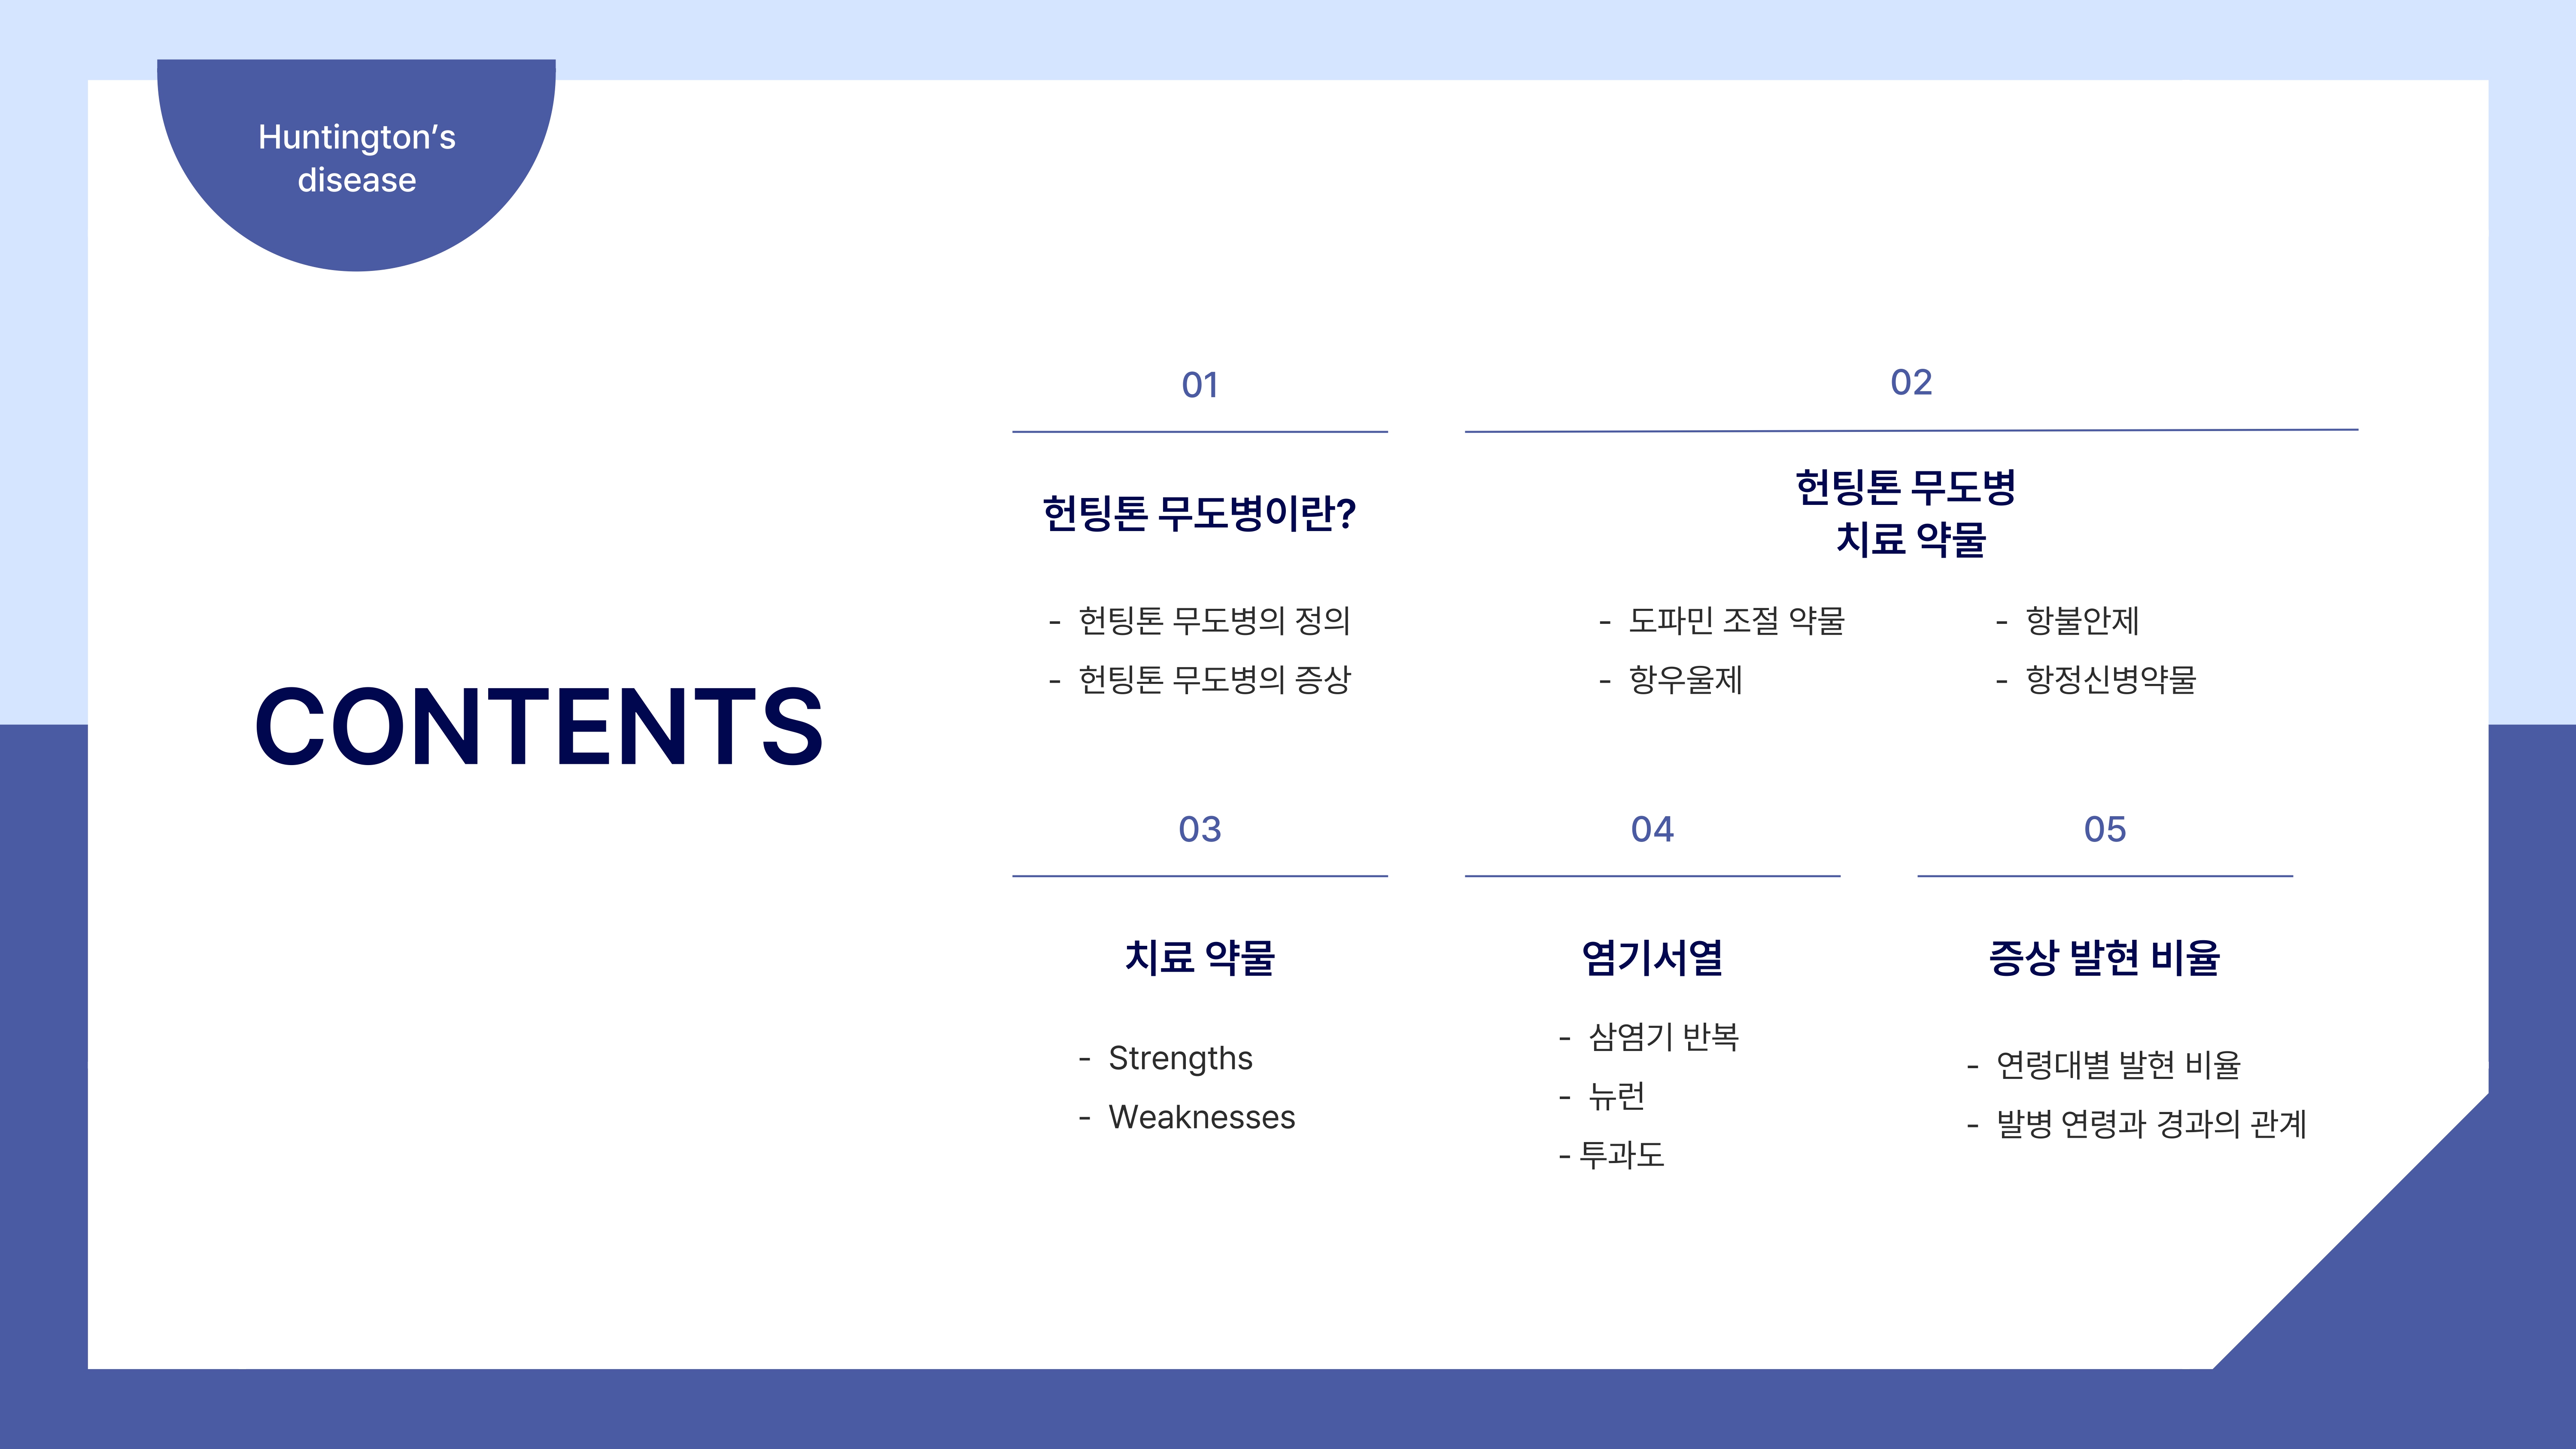 Huntington’s
disease
CONTENTS
01
헌팅톤 무도병이란?
- 헌팅톤 무도병의 정의
- 헌팅톤 무도병의 증상
02
헌팅톤 무도병
치료 약물
- 도파민 조절 약물
- 항우울제
- 항불안제
- 항정신병약물
03
치료 약물
- Strengths
- Weaknesses
04
염기서열
- 삼염기 반복
- 뉴런
- 투과도
05
증상 발현 비율
- 연령대별 발현 비율
- 발병 연령과 경과의 관계